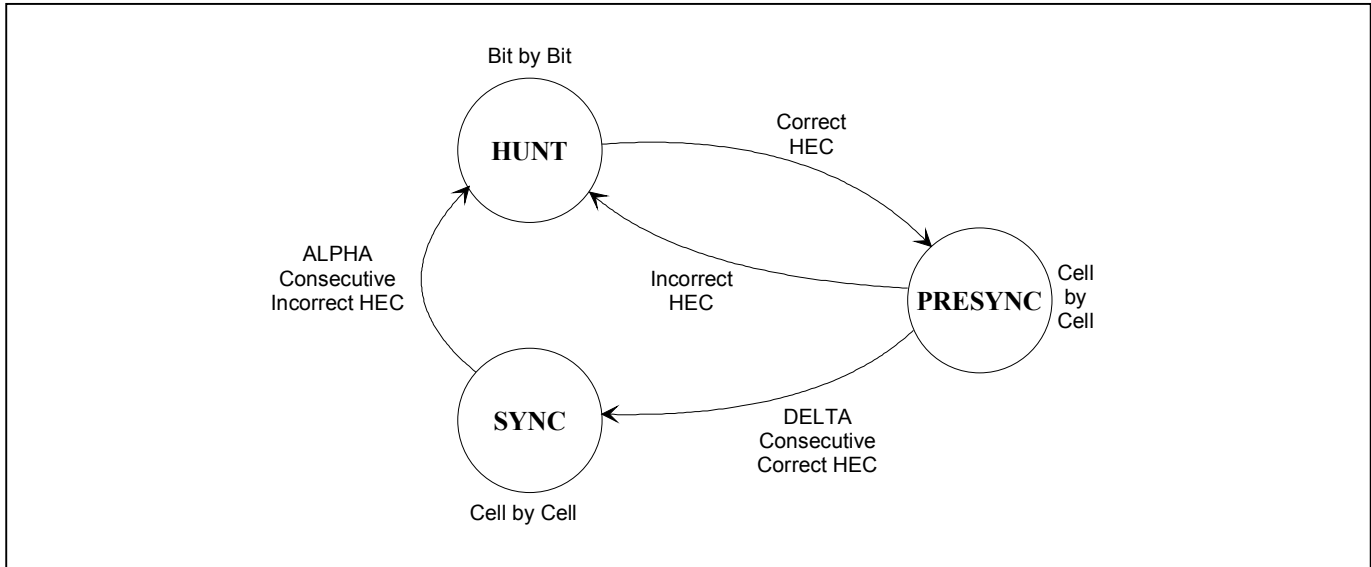 Bit by Bit
HUNT
Correct
HEC
ALPHA
Consecutive
Incorrect HEC
Incorrect
HEC
PRESYNC
Cell
by
Cell
SYNC
DELTA
Consecutive
Correct HEC
Cell by Cell